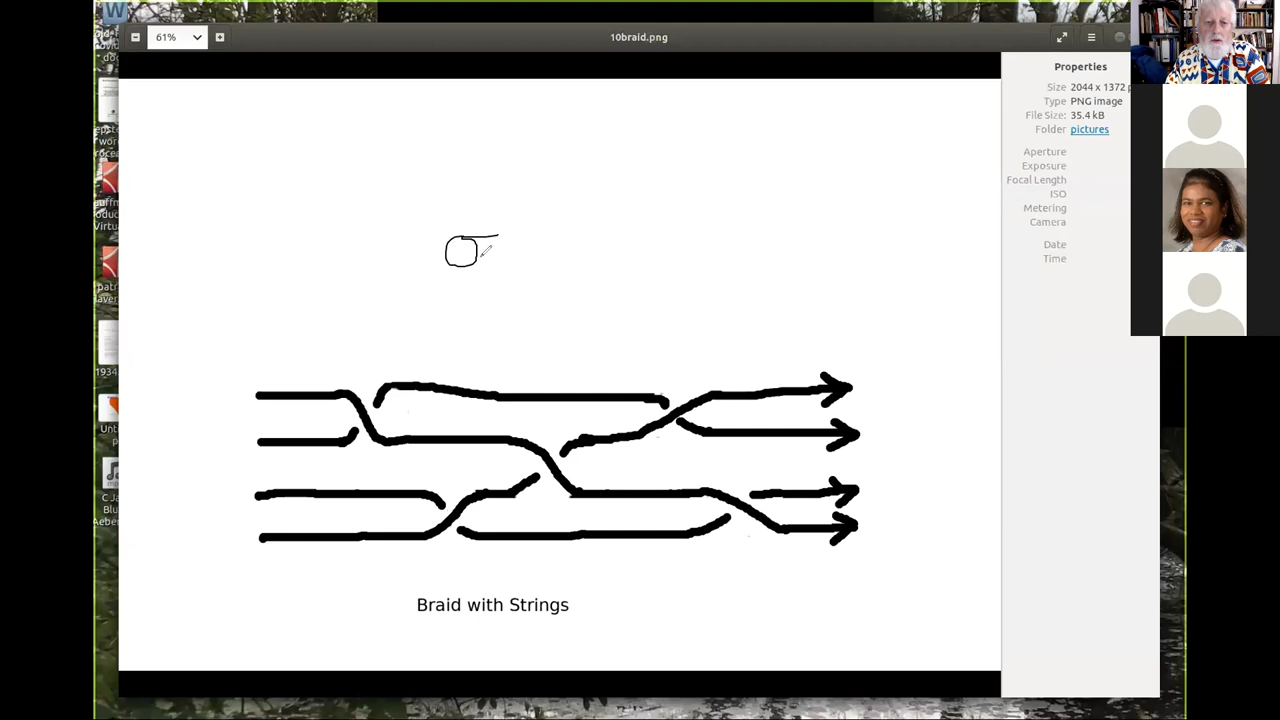 W
61%
10braid.png
Properties
Size 2044 x 1372
Type PNG image
File Size: 35.4 kB
Folder pictures
Aperture
Exposure
Focal Length
ISO
Metering
Camera
Date
Time
1934
Braid with Strings